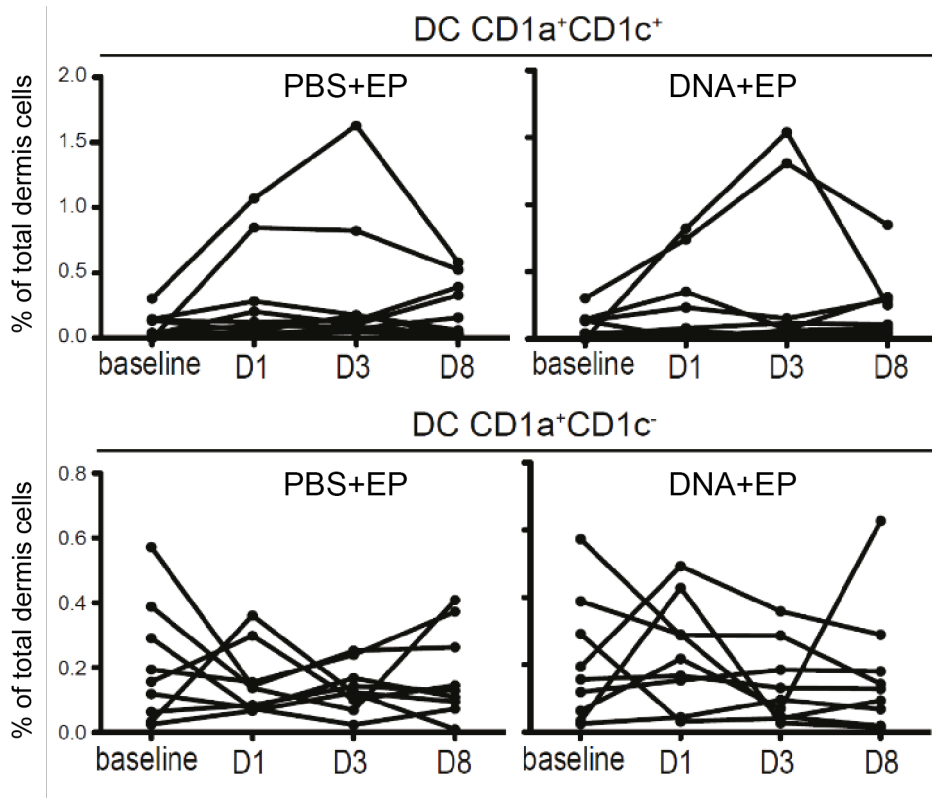 DC CD1a⁺CD1c⁺
PBS+EP
DNA+EP
% of total dermis cells
2.0
1.5
1.0
0.5
0.0
baseline D1 D3 D8
baseline D1 D3 D8
DC CD1a⁺CD1c⁻
PBS+EP
DNA+EP
% of total dermis cells
0.8
0.6
0.4
0.2
0.0
baseline D1 D3 D8
baseline D1 D3 D8